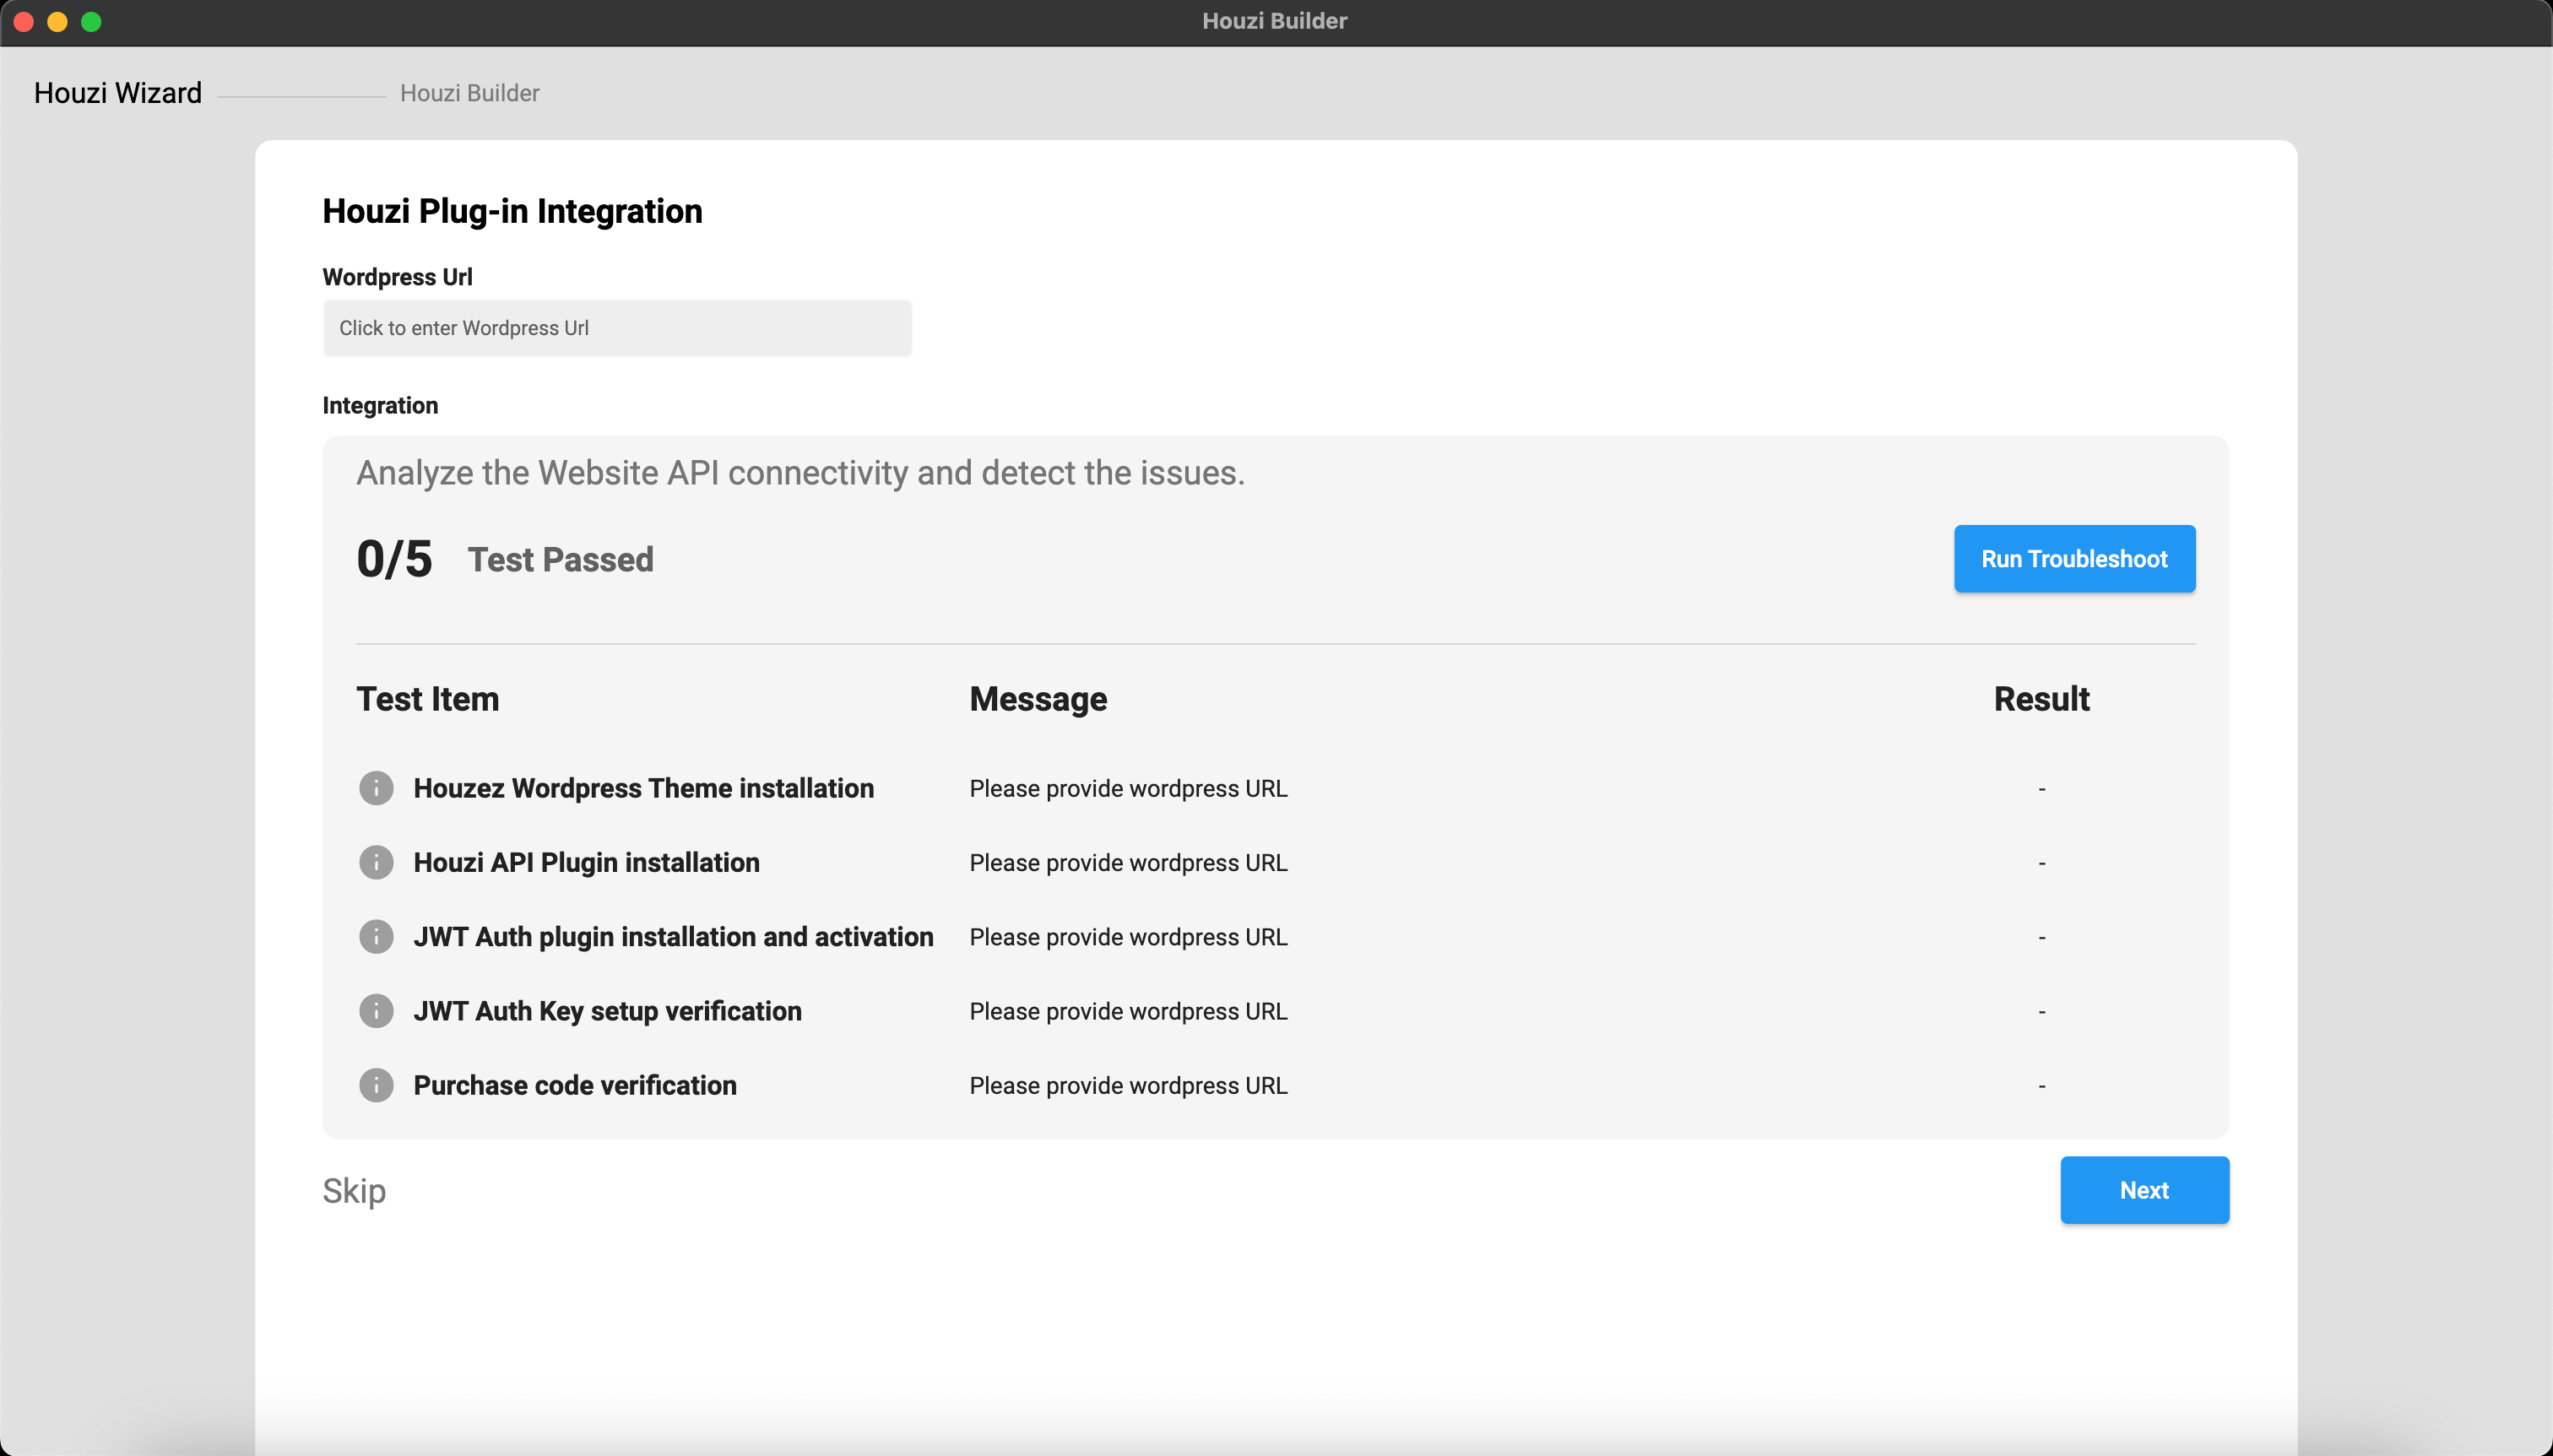 Houzi Builder
Houzi Wizard Houzi Builder
Houzi Plug-in Integration
Wordpress Url
Click to enter Wordpress Url
Integration
Analyze the Website API connectivity and detect the issues.
0/5 Test Passed Run Troubleshoot
Test Item Message Result
Houzez Wordpress Theme installation Please provide wordpress URL -
Houzi API Plugin installation Please provide wordpress URL -
JWT Auth plugin installation and activation Please provide wordpress URL -
JWT Auth Key setup verification Please provide wordpress URL -
Purchase code verification Please provide wordpress URL -
Skip Next